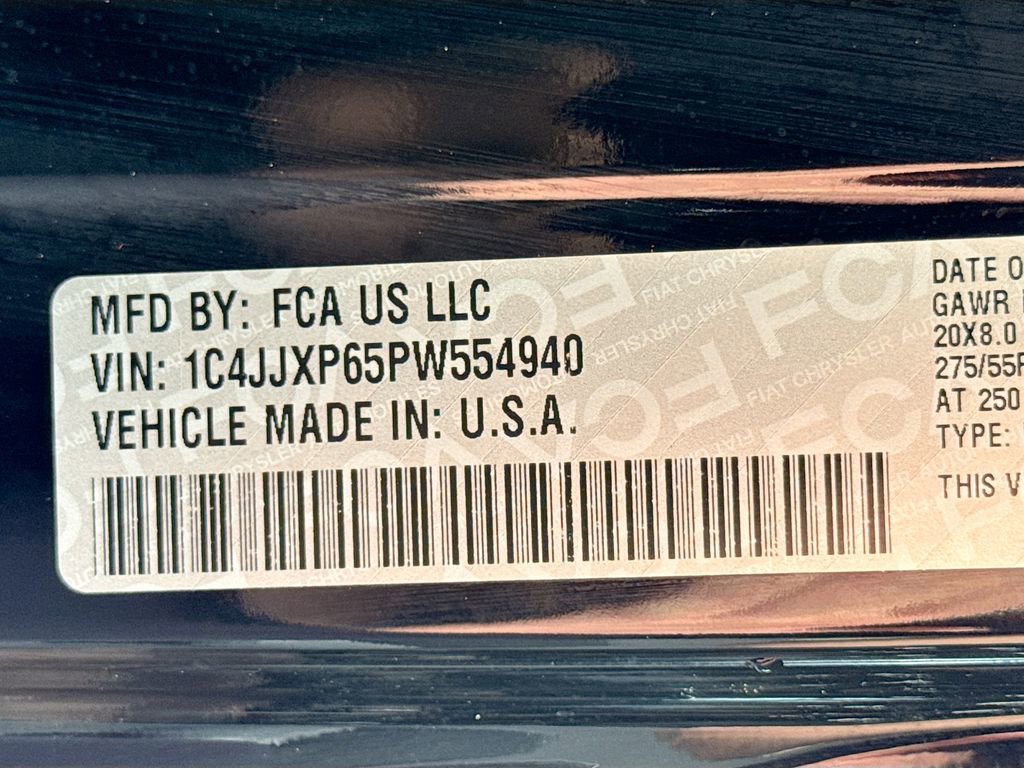 MFD BY: FCA US LLC
VIN: 1C4JJXP65PW554940
VEHICLE MADE IN: U.S.A.
DATE O
GAWR
20X8.0
275/55R
AT 250
TYPE:
THIS V